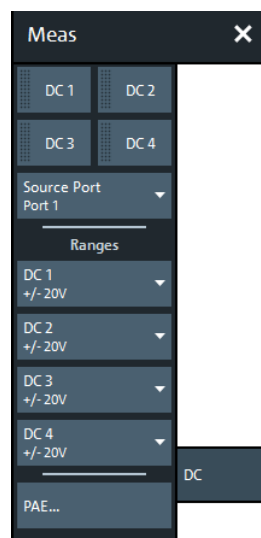 Meas
DC 1
DC 2
DC 3
DC 4
Source Port
Port 1
Ranges
DC 1
+/- 20V
DC 2
+/- 20V
DC 3
+/- 20V
DC 4
+/- 20V
DC
PAE...